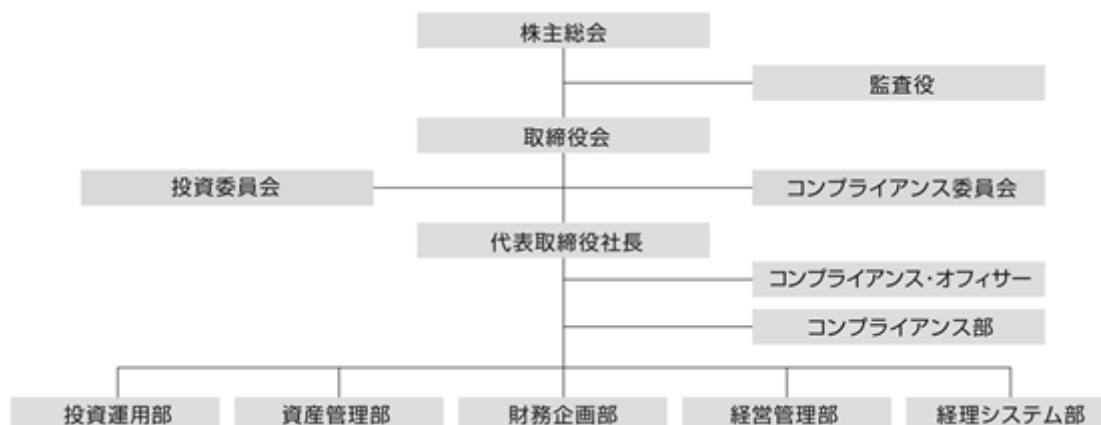 株主総会
監査役
取締役会
投資委員会
コンプライアンス委員会
代表取締役社長
コンプライアンス・オフィサー
コンプライアンス部
投資運用部
資産管理部
財務企画部
経営管理部
経理システム部